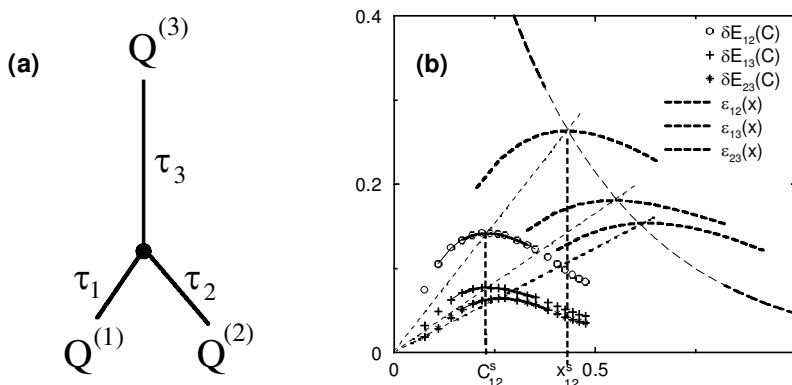 (a)
Q(3)
τ3
τ1
τ2
Q(1)
Q(2)
(b)
0.4
0.2
0
δE12(C)
δE13(C)
δE23(C)
ε12(x)
ε13(x)
ε23(x)
0
C12s
x12s
0.5